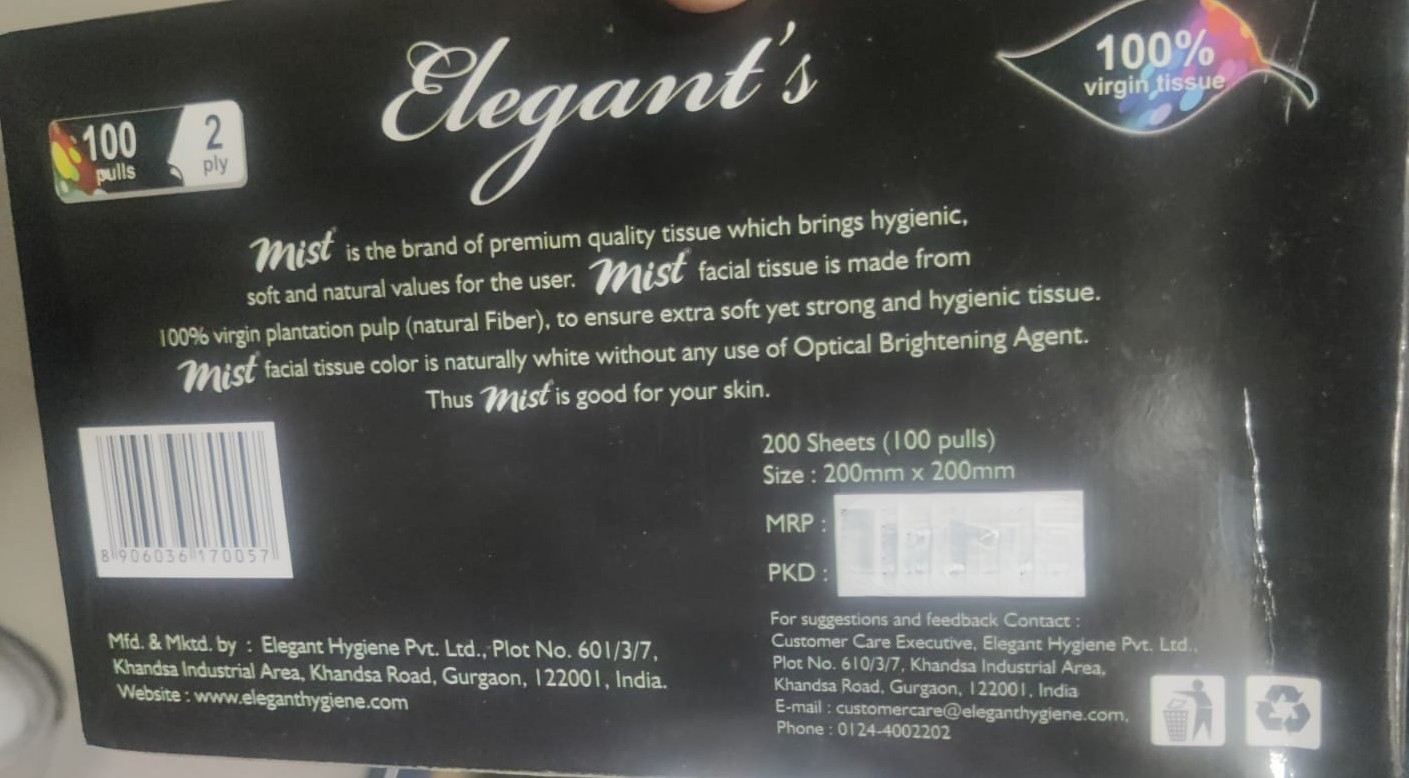 Elegant's
100%
virgin tissue
100
pulls
2
ply
Mist is the brand of premium quality tissue which brings hygienic,
soft and natural values for the user. Mist facial tissue is made from
100% virgin plantation pulp (natural Fiber), to ensure extra soft yet strong and hygienic tissue.
Mist facial tissue color is naturally white without any use of Optical Brightening Agent.
Thus Mist is good for your skin.
200 Sheets (100 pulls)
Size : 200mm x 200mm
MRP :
PKD :
8 906036 170057
Mfd. & Mktd. by : Elegant Hygiene Pvt. Ltd., Plot No. 601/3/7,
Khandsa Industrial Area, Khandsa Road, Gurgaon, 122001, India.
Website : www.eleganthygiene.com
For suggestions and feedback Contact :
Customer Care Executive, Elegant Hygiene Pvt. Ltd.,
Plot No. 610/3/7, Khandsa Industrial Area,
Khandsa Road, Gurgaon, 122001, India
E-mail : customercare@eleganthygiene.com,
Phone : 0124-4002202